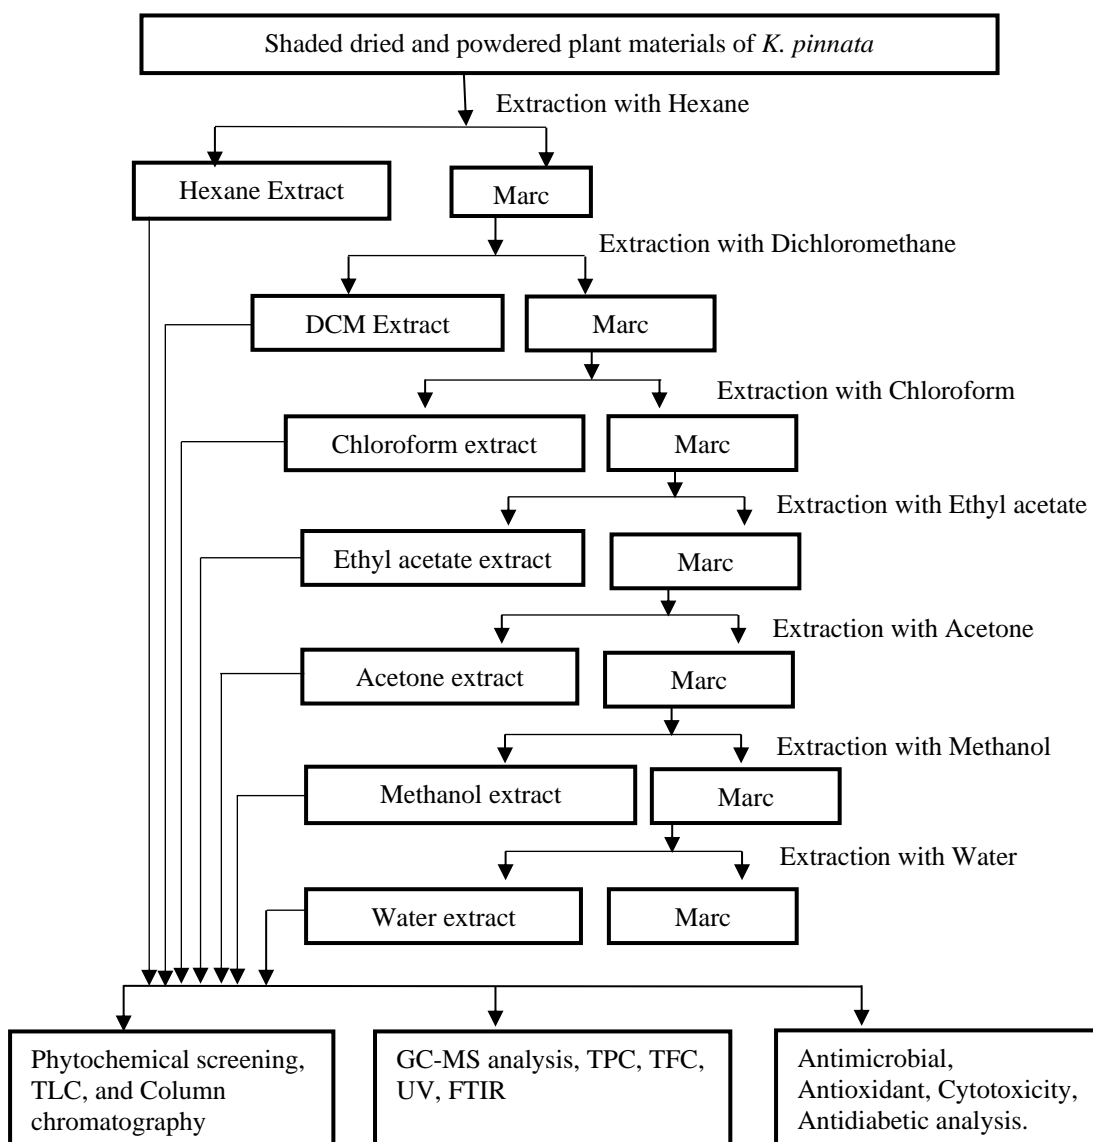 Shaded dried and powdered plant materials of K. pinnata
Extraction with Hexane
Hexane Extract
Marc
Extraction with Dichloromethane
DCM Extract
Marc
Extraction with Chloroform
Chloroform extract
Marc
Extraction with Ethyl acetate
Ethyl acetate extract
Marc
Extraction with Acetone
Acetone extract
Marc
Extraction with Methanol
Methanol extract
Marc
Extraction with Water
Water extract
Marc
Phytochemical screening,
TLC, and Column
chromatography
GC-MS analysis, TPC, TFC,
UV, FTIR
Antimicrobial,
Antioxidant, Cytotoxicity,
Antidiabetic analysis.